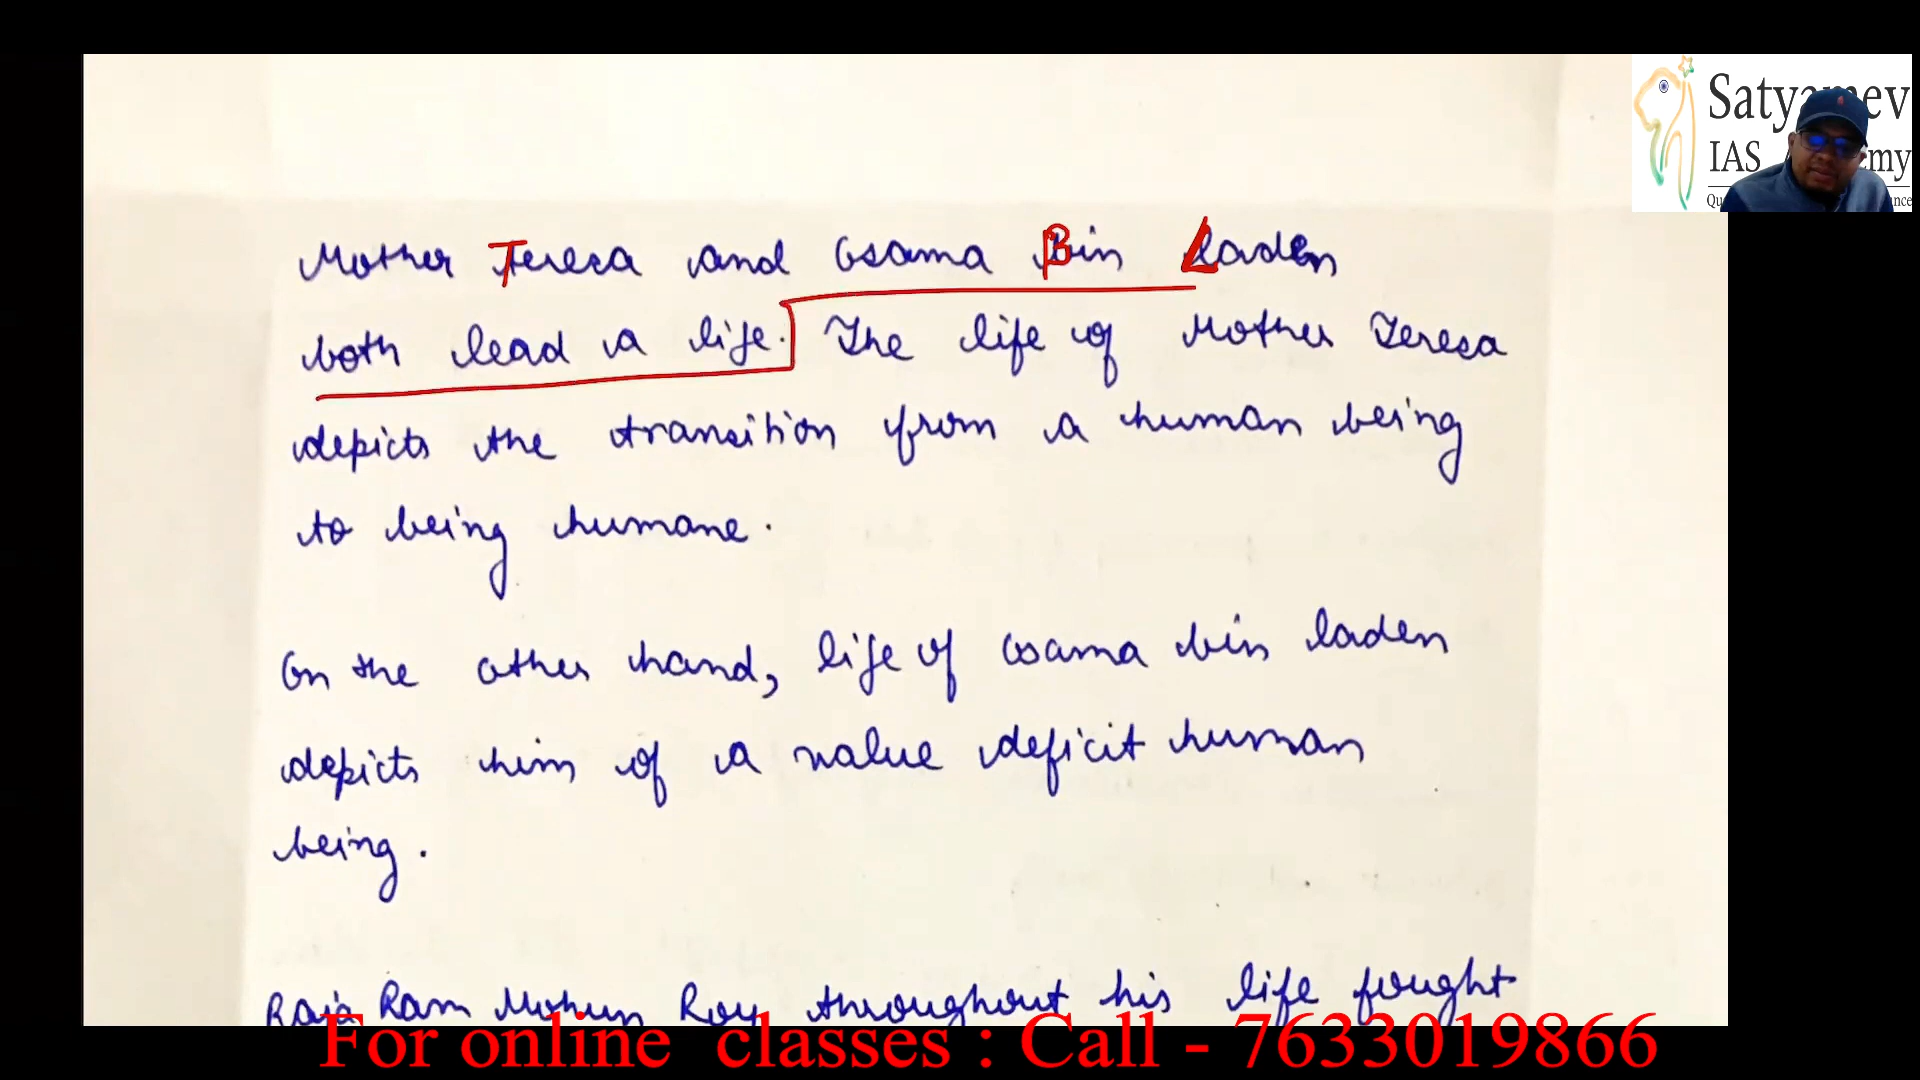 Satyamev
IAS Academy
Mother Teresa and Osama Bin Laden
both lead a life. The life of Mother Teresa
depicts the transition from a human being
to being humane.
On the other hand, life of Osama bin laden
depicts him of a value deficit human
being.
Raja Ram Mohun Roy throughout his life fought
For online classes : Call - 7633019866